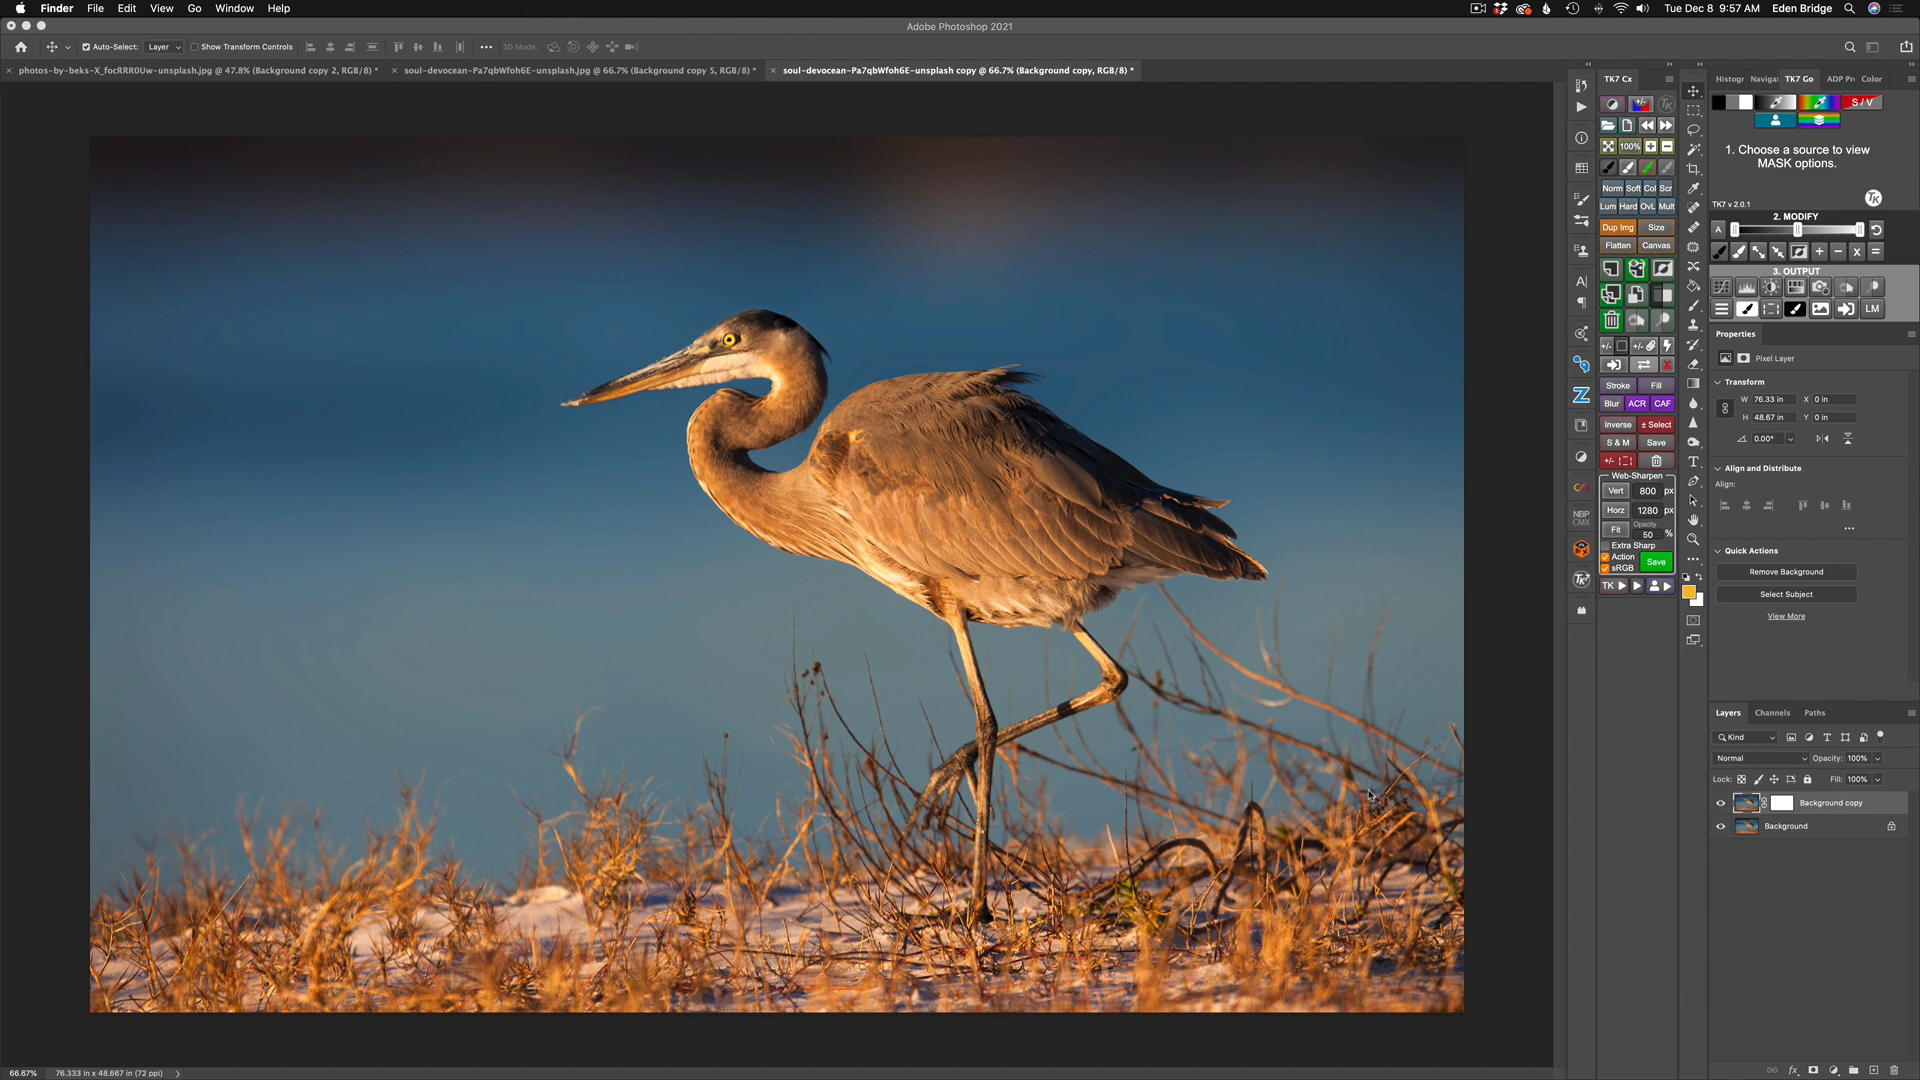 Finder File Edit View Go Window Help Tue Dec 8 9:57 AM Eden Bridge
Adobe Photoshop 2021
Auto-Select: Layer Show Transform Controls 3D Mode:
photos-by-beks-X_focRRR0Uw-unsplash.jpg @ 47.8% (Background copy 2, RGB/8) *
soul-devocean-Pa7qbWfoh6E-unsplash.jpg @ 66.7% (Background copy 5, RGB/8) *
soul-devocean-Pa7qbWfoh6E-unsplash copy @ 66.7% (Background copy, RGB/8) *
TK7 Cx
100%
Norm Soft Col Scr
Lum Hard OvL Mult
Dup Img Size
Flatten Canvas
Stroke Fill
Blur ACR CAF
Inverse ± Select
S & M Save
Web-Sharpen
Vert 800 px
Horz 1280 px
Opacity
Fit 50 %
Extra Sharp
Action
sRGB
Save
TK
NBP
CMX
Histogr Navigat TK7 Go ADP Pr Color
S / V
1. Choose a source to view
MASK options.
TK
TK7 v 2.0.1
2. MODIFY
A
3. OUTPUT
LM
Properties
Pixel Layer
Transform
W 76.33 in X 0 in
H 48.67 in Y 0 in
0.00°
Align and Distribute
Align:
Quick Actions
Remove Background
Select Subject
View More
Layers Channels Paths
Kind
Normal Opacity: 100%
Lock: Fill: 100%
Background copy
Background
fx
66.67% 76.333 in x 48.667 in (72 ppi)